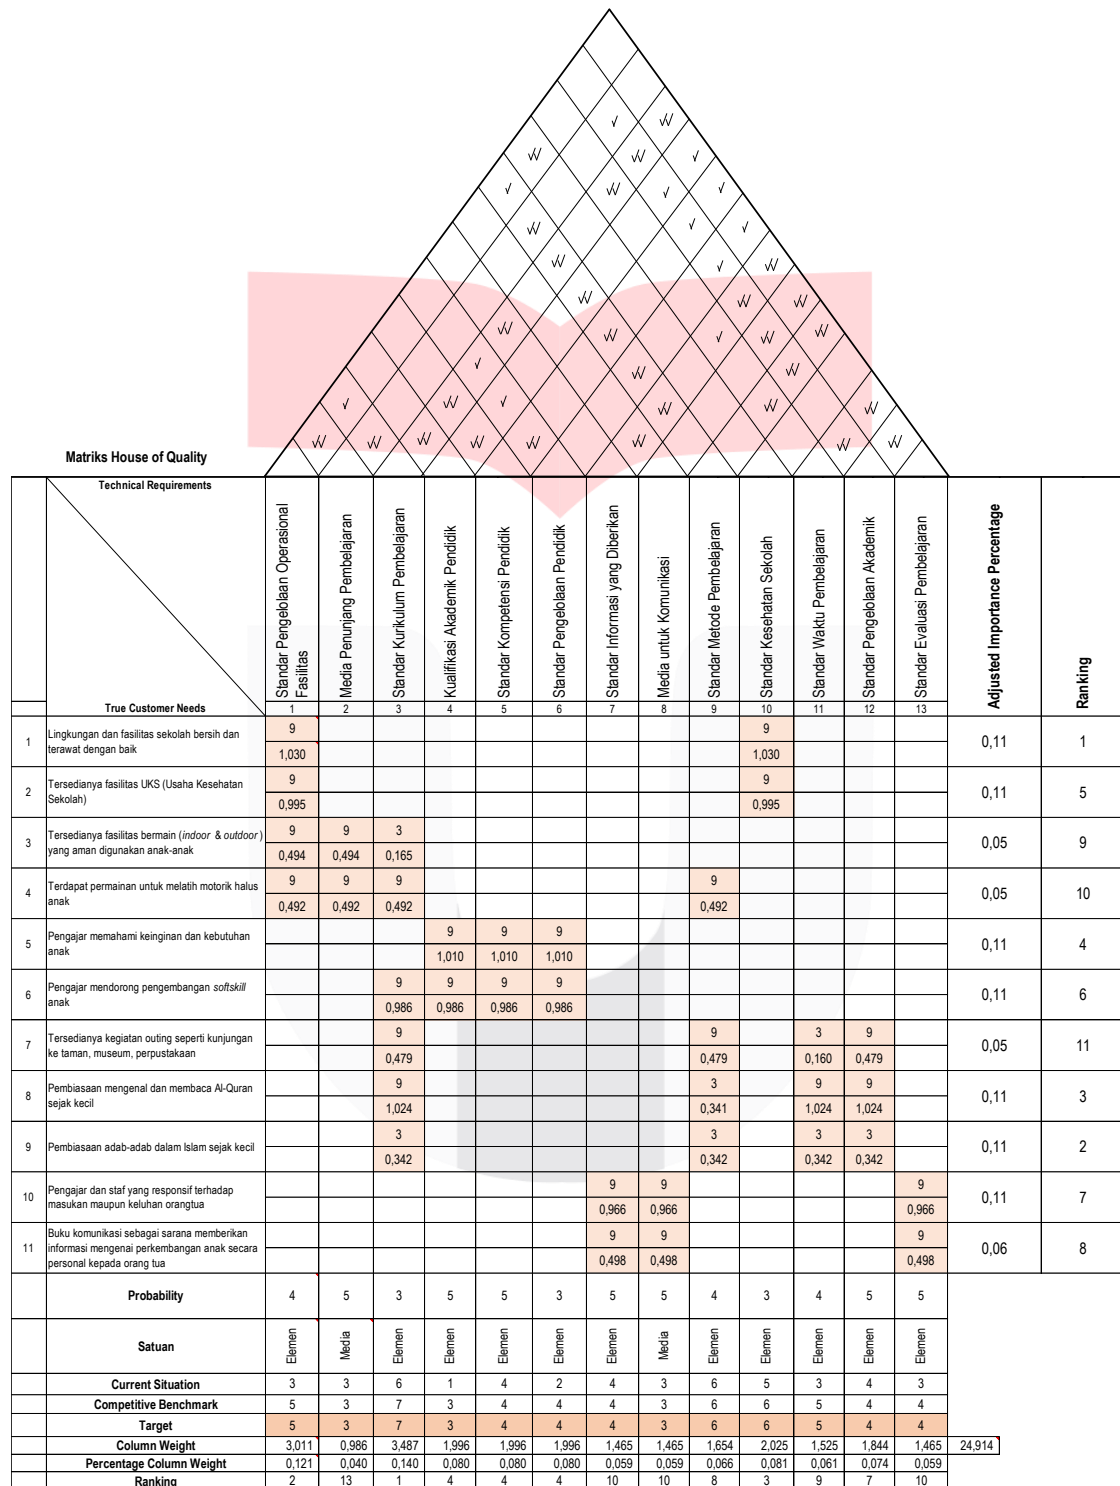 Matriks House of Quality
Technical Requirements
True Customer Needs
Standar Pengelolaan Operasional
Fasilitas
Media Penunjang Pembelajaran
Standar Kurikulum Pembelajaran
Kualifikasi Akademik Pendidik
Standar Kompetensi Pendidik
Standar Pengelolaan Pendidik
Standar Informasi yang Diberikan
Media untuk Komunikasi
Standar Metode Pembelajaran
Standar Kesehatan Sekolah
Standar Waktu Pembelajaran
Standar Pengelolaan Akademik
Standar Evaluasi Pembelajaran
Adjusted Importance Percentage
Ranking
1 2 3 4 5 6 7 8 9 10 11 12 13
1 Lingkungan dan fasilitas sekolah bersih dan
terawat dengan baik
9 9
1,030 1,030
0,11 1
2 Tersedianya fasilitas UKS (Usaha Kesehatan
Sekolah)
9 9
0,995 0,995
0,11 5
3 Tersedianya fasilitas bermain (indoor & outdoor)
yang aman digunakan anak-anak
9 9 3
0,494 0,494 0,165
0,05 9
4 Terdapat permainan untuk melatih motorik halus
anak
9 9 9 9
0,492 0,492 0,492 0,492
0,05 10
5 Pengajar memahami keinginan dan kebutuhan
anak
9 9 9
1,010 1,010 1,010
0,11 4
6 Pengajar mendorong pengembangan softskill
anak
9 9 9 9
0,986 0,986 0,986 0,986
0,11 6
7 Tersedianya kegiatan outing seperti kunjungan
ke taman, museum, perpustakaan
9 9 3 9
0,479 0,479 0,160 0,479
0,05 11
8 Pembiasaan mengenal dan membaca Al-Quran
sejak kecil
9 3 9 9
1,024 0,341 1,024 1,024
0,11 3
9 Pembiasaan adab-adab dalam Islam sejak kecil
3 3 3 3
0,342 0,342 0,342 0,342
0,11 2
10 Pengajar dan staf yang responsif terhadap
masukan maupun keluhan orangtua
9 9 9
0,966 0,966 0,966
0,11 7
11 Buku komunikasi sebagai sarana memberikan
informasi mengenai perkembangan anak secara
personal kepada orang tua
9 9 9
0,498 0,498 0,498
0,06 8
Probability 4 5 3 5 5 3 5 5 4 3 4 5 5
Satuan Elemen Media Elemen Elemen Elemen Elemen Elemen Media Elemen Elemen Elemen Elemen Elemen
Current Situation 3 3 6 1 4 2 4 3 6 5 3 4 3
Competitive Benchmark 5 3 7 3 4 4 4 3 6 6 5 4 4
Target 5 3 7 3 4 4 4 3 6 6 5 4 4
Column Weight 3,011 0,986 3,487 1,996 1,996 1,996 1,465 1,465 1,654 2,025 1,525 1,844 1,465 24,914
Percentage Column Weight 0,121 0,040 0,140 0,080 0,080 0,080 0,059 0,059 0,066 0,081 0,061 0,074 0,059
Ranking 2 13 1 4 4 4 10 10 8 3 9 7 10